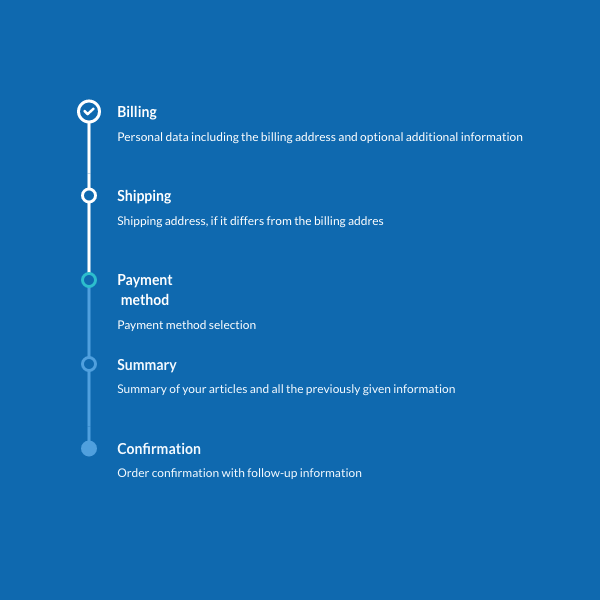 Billing
Personal data including the billing address and optional additional information
Shipping
Shipping address, if it differs from the billing addres
Payment
method
Payment method selection
Summary
Summary of your articles and all the previously given information
Confirmation
Order confirmation with follow-up information